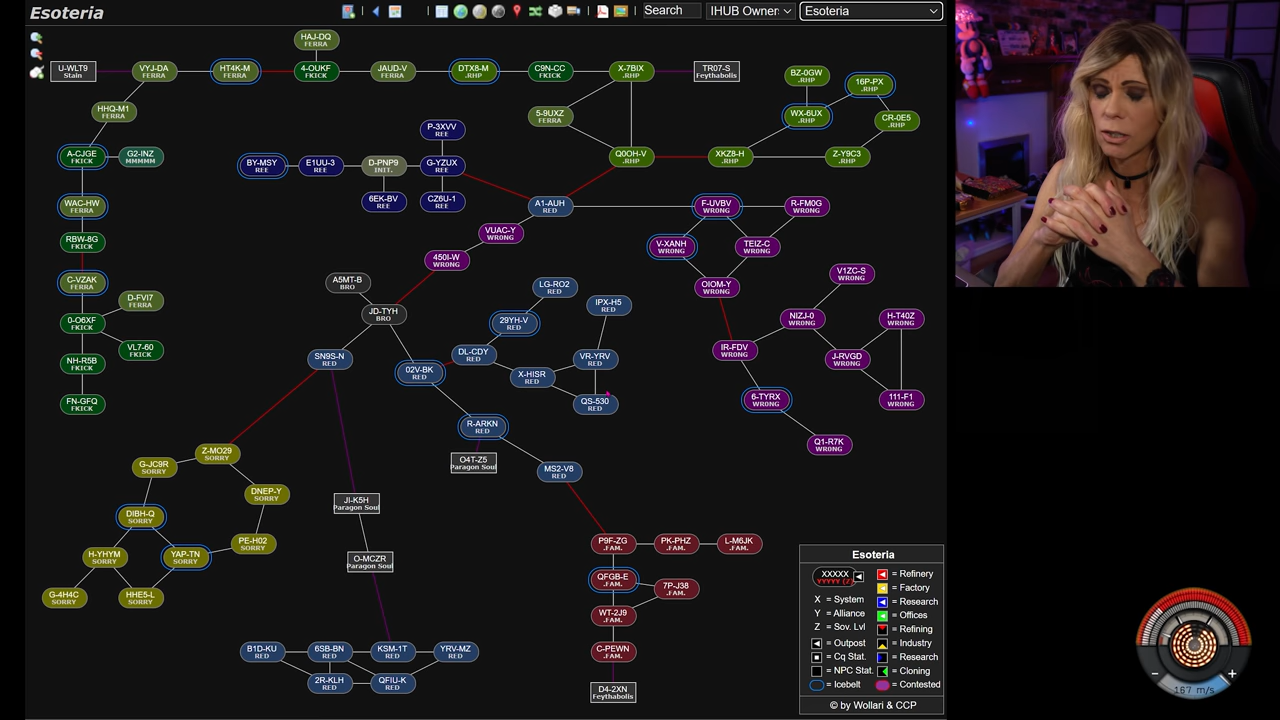 Esoteria
Search
IHUB Owner
Esoteria
HAJ-DQ
FERRA
U-WLT9
Stain
VYJ-DA
FERRA
HT4K-M
FERRA
4-OUKF
FKICK
JAUD-V
FERRA
DTX8-M
.RHP
C9N-CC
FKICK
X-7BIX
.RHP
TR07-S
Feythabolis
BZ-0GW
.RHP
16P-PX
.RHP
HHQ-M1
FERRA
5-9UXZ
FERRA
WX-6UX
.RHP
CR-0E5
.RHP
P-3XVV
REE
A-CJGE
FKICK
G2-INZ
MMMMM
BY-MSY
REE
E1UU-3
REE
D-PNP9
INIT.
G-YZUX
REE
Q0OH-V
.RHP
XKZ8-H
.RHP
Z-Y9C3
.RHP
6EK-BV
REE
CZ6U-1
REE
WAC-HW
FERRA
A1-AUH
RED
F-UVBV
WRONG
R-FM0G
WRONG
RBW-8G
FKICK
VUAC-Y
WRONG
V-XANH
WRONG
TEIZ-C
WRONG
450I-W
WRONG
C-VZAK
FERRA
A5MT-B
BRO
LG-RO2
RED
OIOM-Y
WRONG
V1ZC-S
WRONG
D-FVI7
FERRA
IPX-H5
RED
JD-TYH
BRO
0-O6XF
FKICK
29YH-V
RED
NIZJ-0
WRONG
H-T40Z
WRONG
VL7-60
FKICK
NH-R5B
FKICK
SN9S-N
RED
02V-BK
RED
DL-CDY
RED
X-HISR
RED
VR-YRV
RED
IR-FDV
WRONG
J-RVGD
WRONG
FN-GFQ
FKICK
QS-530
RED
6-TYRX
WRONG
111-F1
WRONG
R-ARKN
RED
Q1-R7K
WRONG
Z-MO29
SORRY
G-JC9R
SORRY
O4T-Z5
Paragon Soul
MS2-V8
RED
DNEP-Y
SORRY
JI-K5H
Paragon Soul
DIBH-Q
SORRY
PE-H02
SORRY
P9F-ZG
.FAM.
PK-PHZ
.FAM.
L-M6JK
.FAM.
H-YHYM
SORRY
YAP-TN
SORRY
O-MCZR
Paragon Soul
QFGB-E
.FAM.
7P-J38
.FAM.
G-4H4C
SORRY
HHE5-L
SORRY
WT-2J9
.FAM.
B1D-KU
RED
6SB-BN
RED
KSM-1T
RED
YRV-MZ
RED
C-PEWN
.FAM.
2R-KLH
RED
QFIU-K
RED
D4-2XN
Feythabolis
Esoteria
XXXXX
YYYYY (Z)
X = System
Y = Alliance
Z = Sov. Lvl
= Outpost
= Cq Stat.
= NPC Stat.
= Icebelt
= Refinery
= Factory
= Research
= Offices
= Refining
= Industry
= Research
= Cloning
= Contested
© by Wollari & CCP
167 m/s